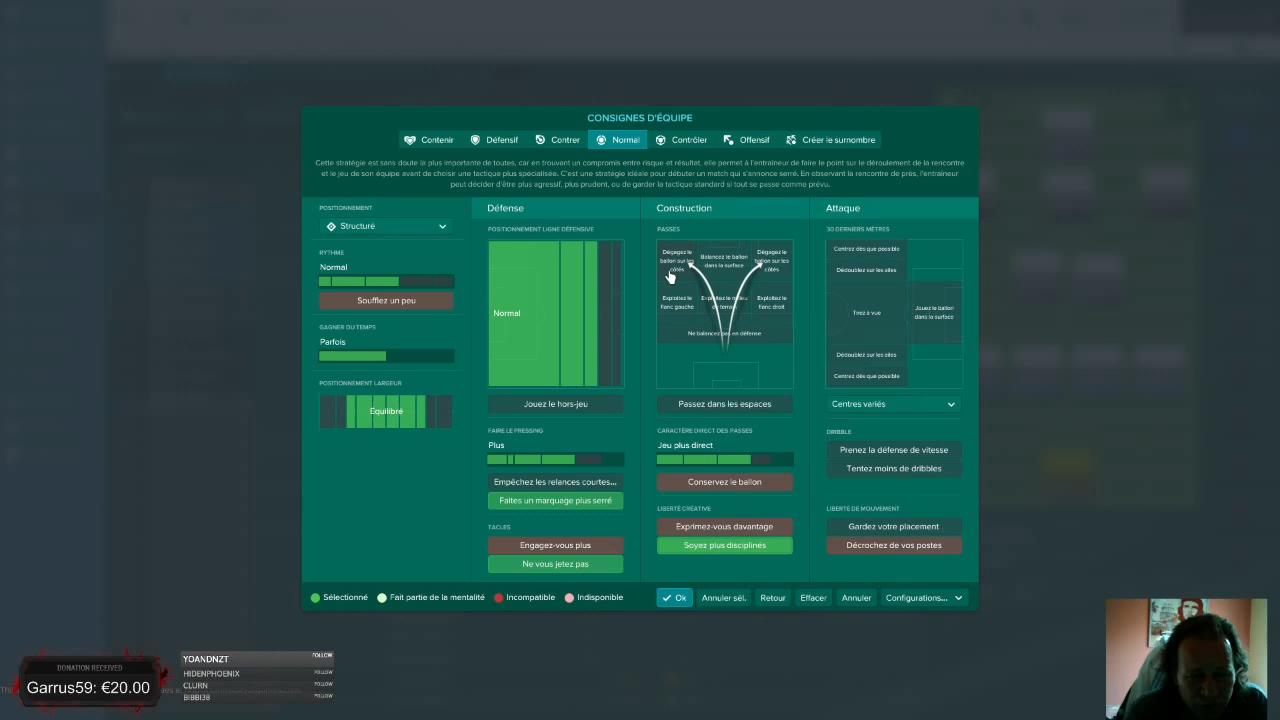 CONSIGNES D'ÉQUIPE
Contenir
Défensif
Contrer
Normal
Contrôler
Offensif
Créer le surnombre
Cette stratégie est sans doute la plus importante de toutes, car en trouvant un compromis entre risque et résultat, elle permet à l'entraineur de faire le point sur le déroulement de la rencontre
et le jeu de son équipe avant de choisir une tactique plus spécialisée. C'est une stratégie idéale pour débuter un match qui s'annonce serré. En observant la rencontre de près, l'entraineur
peut décider d'être plus agressif, plus prudent, ou de garder la tactique standard si tout se passe comme prévu.
POSITIONNEMENT
Structuré
RYTHME
Normal
Soufflez un peu
GAGNER DU TEMPS
Parfois
POSITIONNEMENT LARGEUR
Équilibré
Défense
POSITIONNEMENT LIGNE DÉFENSIVE
Normal
Jouez le hors-jeu
FAIRE LE PRESSING
Plus
Empêchez les relances courtes...
Faites un marquage plus serré
TACLES
Engagez-vous plus
Ne vous jetez pas
Construction
PASSES
Dégagez le
ballon sur les
côtés
Balancez le ballon
dans la surface
Dégagez le
ballon sur les
côtés
Exploitez le
flanc gauche
Exploitez le milieu
de terrain
Exploitez le
flanc droit
Ne balancez pas en défense
Passez dans les espaces
CARACTÈRE DIRECT DES PASSES
Jeu plus direct
Conservez le ballon
LIBERTÉ CRÉATIVE
Exprimez-vous davantage
Soyez plus disciplinés
Attaque
30 DERNIERS MÈTRES
Centrez dès que possible
Dédoublez sur les ailes
Tirez à vue
Jouez le ballon
dans la surface
Dédoublez sur les ailes
Centrez dès que possible
Centres variés
DRIBBLE
Prenez la défense de vitesse
Tentez moins de dribbles
LIBERTÉ DE MOUVEMENT
Gardez votre placement
Décrochez de vos postes
Sélectionné
Fait partie de la mentalité
Incompatible
Indisponible
Ok
Annuler sél.
Retour
Effacer
Annuler
Configurations...
DONATION RECEIVED
Garrus59: €20.00
YOANDNZT FOLLOW
HIDENPHOENIX FOLLOW
CLURN FOLLOW
BIBBI38 FOLLOW